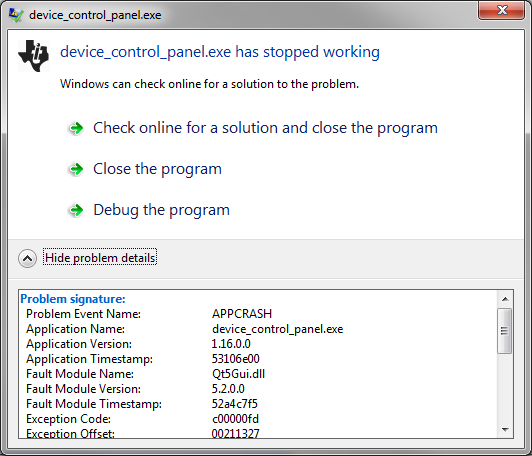 device_control_panel.exe
device_control_panel.exe has stopped working
Windows can check online for a solution to the problem.
Check online for a solution and close the program
Close the program
Debug the program
Hide problem details
Problem signature:
Problem Event Name: APPCRASH
Application Name: device_control_panel.exe
Application Version: 1.16.0.0
Application Timestamp: 53106e00
Fault Module Name: Qt5Gui.dll
Fault Module Version: 5.2.0.0
Fault Module Timestamp: 52a4c7f5
Exception Code: c00000fd
Exception Offset: 00211327